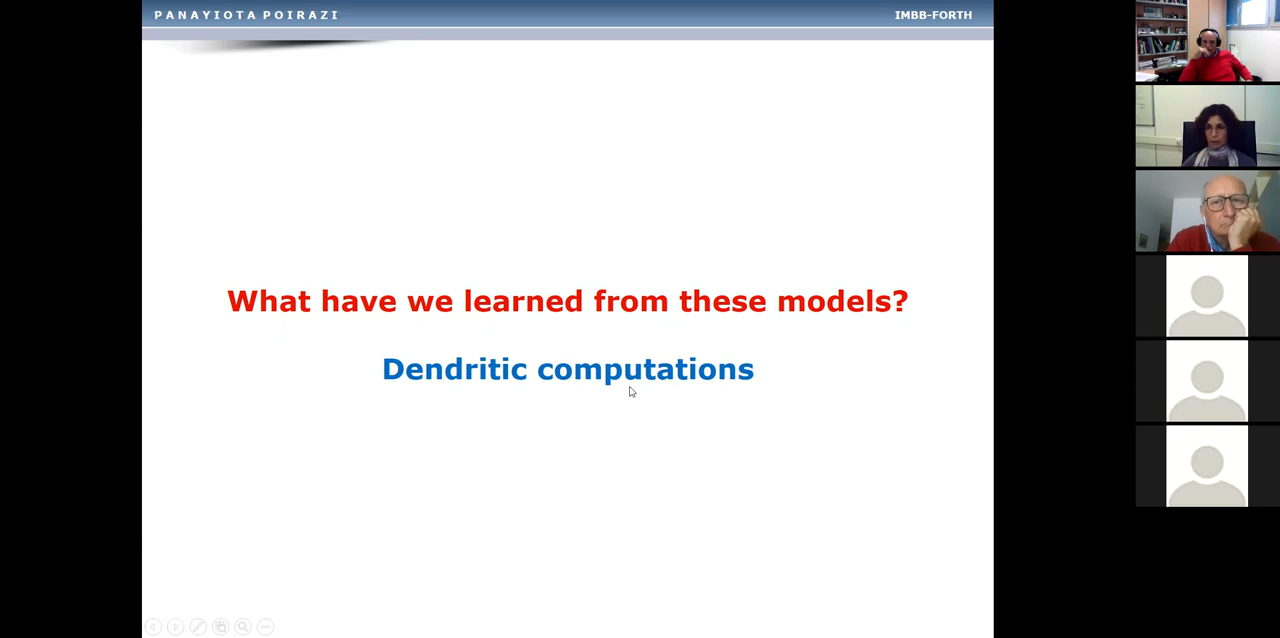 PANAYIOTA POIRAZI
IMBB-FORTH
What have we learned from these models?
Dendritic computations